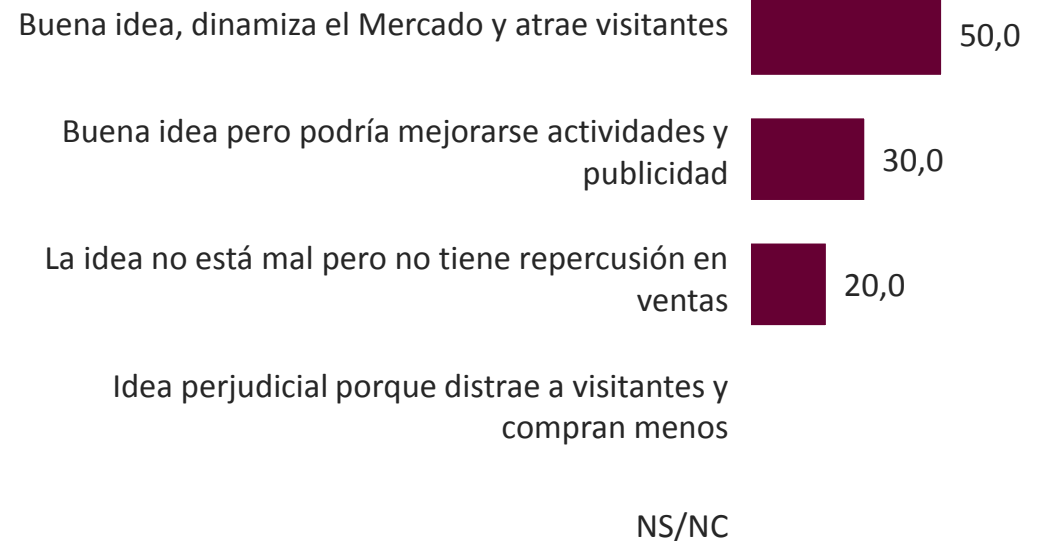 Buena idea, dinamiza el Mercado y atrae visitantes
50,0
Buena idea pero podría mejorarse actividades y
publicidad
30,0
La idea no está mal pero no tiene repercusión en
ventas
20,0
Idea perjudicial porque distrae a visitantes y
compran menos
NS/NC